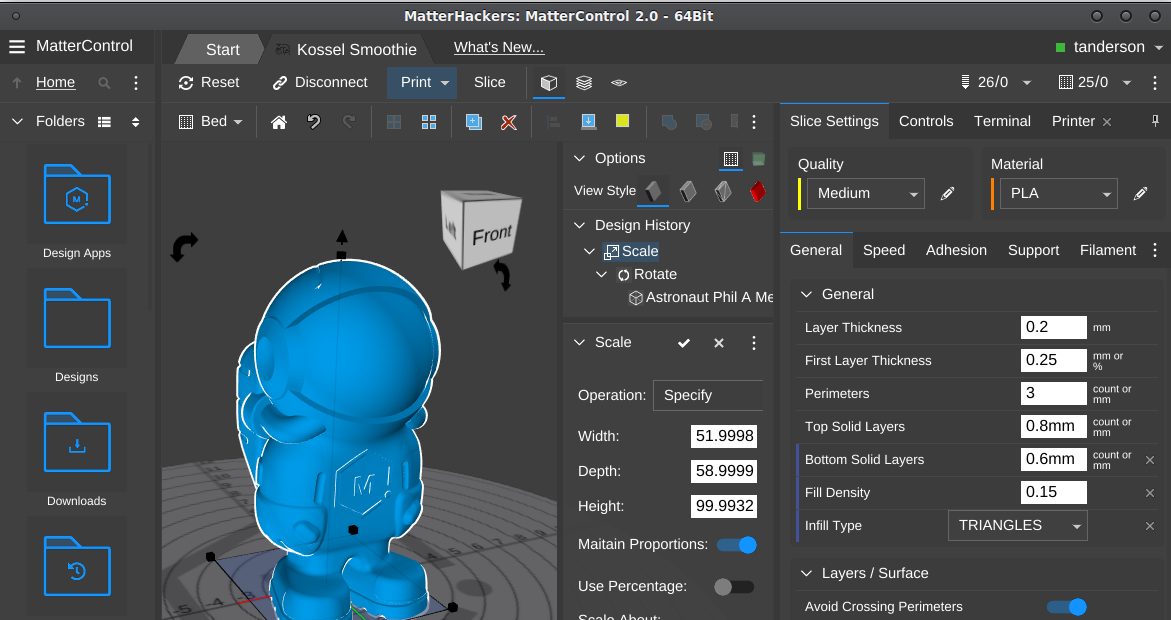 MatterHackers: MatterControl 2.0 - 64Bit
MatterControl
Start
Kossel Smoothie
What's New...
tanderson
Home
Reset
Disconnect
Print
Slice
26/0
25/0
Folders
Bed
Slice Settings
Controls
Terminal
Printer
Design Apps
Designs
Downloads
Front
M
Options
View Style
Design History
Scale
Rotate
Astronaut Phil A Me
Scale
Operation: Specify
Width: 51.9998
Depth: 58.9999
Height: 99.9932
Maitain Proportions:
Use Percentage:
Scale About:
Quality
Medium
Material
PLA
General
Speed
Adhesion
Support
Filament
General
Layer Thickness 0.2 mm
First Layer Thickness 0.25 mm or %
Perimeters 3 count or mm
Top Solid Layers 0.8mm count or mm
Bottom Solid Layers 0.6mm count or mm
Fill Density 0.15
Infill Type TRIANGLES
Layers / Surface
Avoid Crossing Perimeters